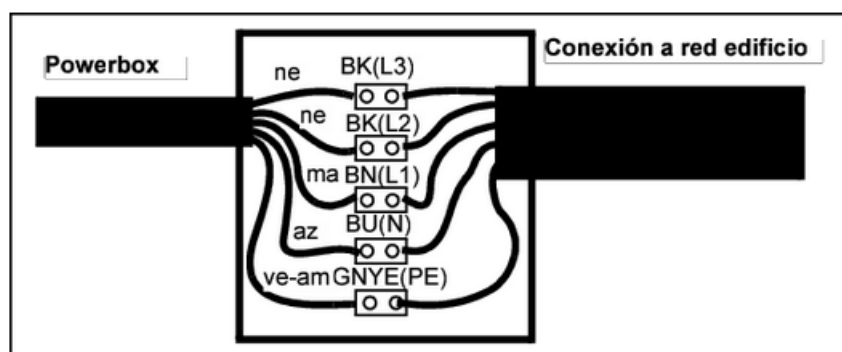 Powerbox
Conexión a red edificio
ne
BK(L3)
ne
BK(L2)
ma
BN(L1)
az
BU(N)
ve-am
GNYE(PE)